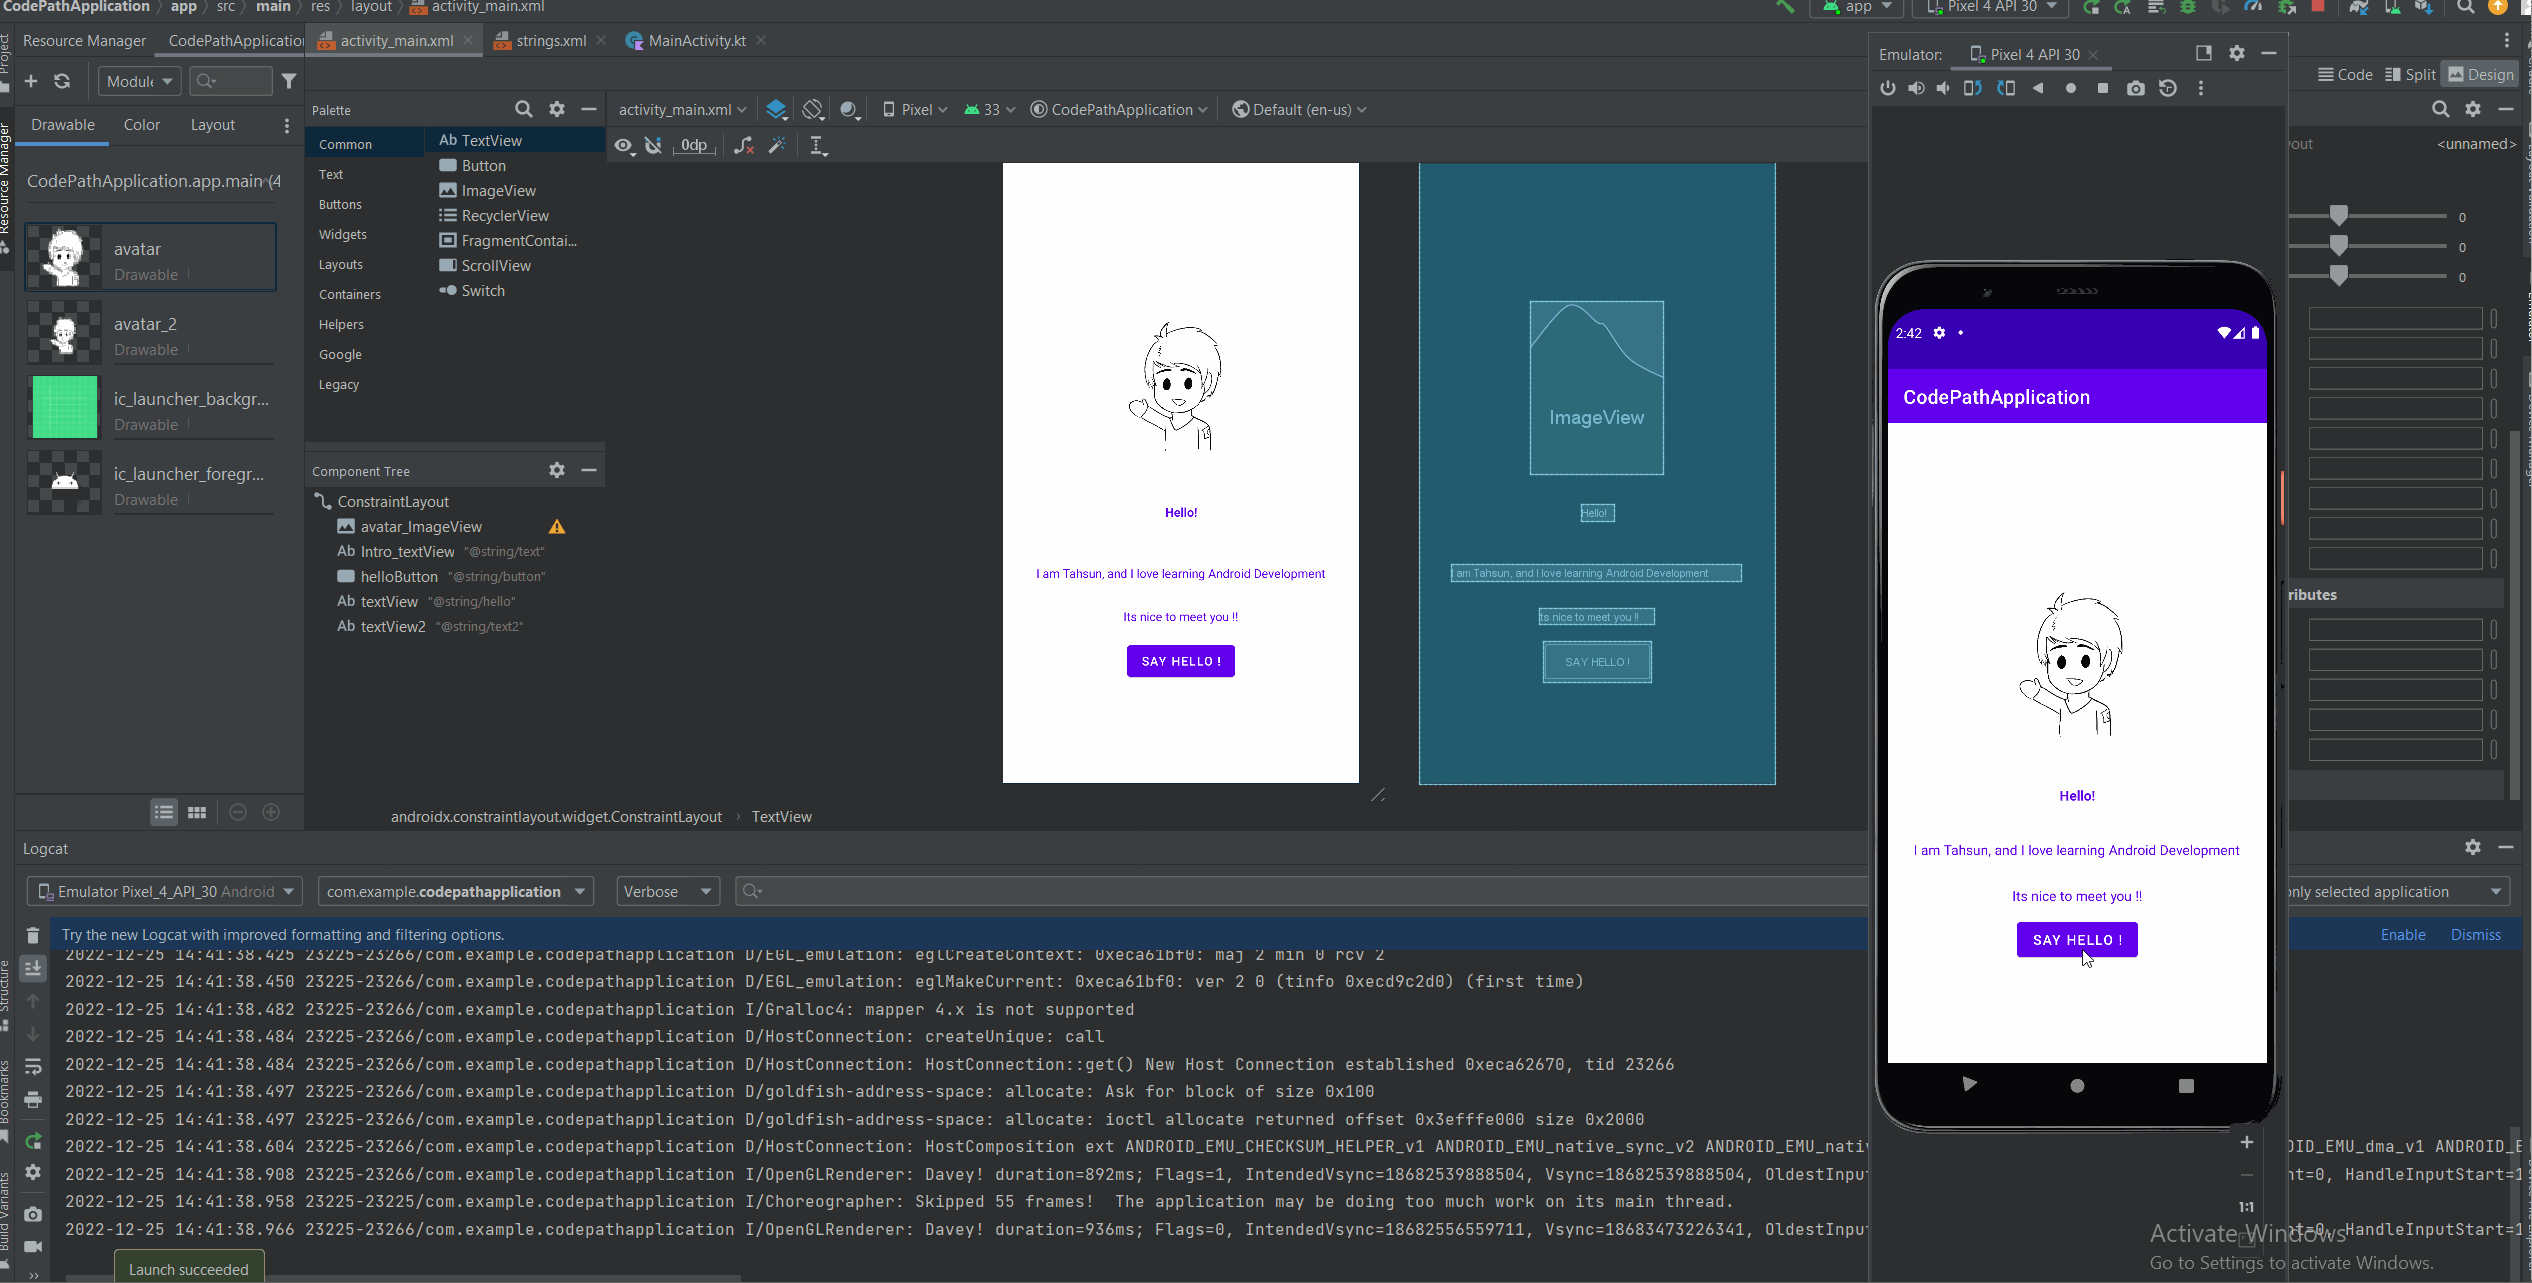 CodePathApplication › app › src › main › res › layout › activity_main.xml
app
Pixel 4 API 30
Resource Manager
CodePathApplication
activity_main.xml
strings.xml
MainActivity.kt
Emulator:
Pixel 4 API 30
Code
Split
Design
Module
Palette
activity_main.xml
Pixel
33
CodePathApplication
Default (en-us)
Drawable
Color
Layout
0dp
<unnamed>
Project
Resource Manager
Common
Text
Buttons
Widgets
Layouts
Containers
Helpers
Google
Legacy
Ab TextView
Button
ImageView
RecyclerView
FragmentContai...
ScrollView
Switch
CodePathApplication.app.main (4
avatar
Drawable
avatar_2
Drawable
ic_launcher_backgr...
Drawable
ic_launcher_foregr...
Drawable
Component Tree
ConstraintLayout
avatar_ImageView
Ab Intro_textView "@string/text"
helloButton "@string/button"
Ab textView "@string/hello"
Ab textView2 "@string/text2"
Hello!
I am Tahsun, and I love learning Android Development
Its nice to meet you !!
SAY HELLO !
ImageView
Hello!
I am Tahsun, and I love learning Android Development
Its nice to meet you !!
SAY HELLO !
0
0
0
ributes
2:42
CodePathApplication
Hello!
I am Tahsun, and I love learning Android Development
Its nice to meet you !!
SAY HELLO !
androidx.constraintlayout.widget.ConstraintLayout › TextView
Logcat
Emulator Pixel_4_API_30 Android
com.example.codepathapplication
Verbose
only selected application
Try the new Logcat with improved formatting and filtering options.
Enable
Dismiss
2022-12-25 14:41:38.425 23225-23266/com.example.codepathapplication D/EGL_emulation: eglCreateContext: 0xeca61bf0: maj 2 min 0 rcv 2
2022-12-25 14:41:38.450 23225-23266/com.example.codepathapplication D/EGL_emulation: eglMakeCurrent: 0xeca61bf0: ver 2 0 (tinfo 0xecd9c2d0) (first time)
2022-12-25 14:41:38.482 23225-23266/com.example.codepathapplication I/Gralloc4: mapper 4.x is not supported
2022-12-25 14:41:38.484 23225-23266/com.example.codepathapplication D/HostConnection: createUnique: call
2022-12-25 14:41:38.484 23225-23266/com.example.codepathapplication D/HostConnection: HostConnection::get() New Host Connection established 0xeca62670, tid 23266
2022-12-25 14:41:38.497 23225-23266/com.example.codepathapplication D/goldfish-address-space: allocate: Ask for block of size 0x100
2022-12-25 14:41:38.497 23225-23266/com.example.codepathapplication D/goldfish-address-space: allocate: ioctl allocate returned offset 0x3efffe000 size 0x2000
2022-12-25 14:41:38.604 23225-23266/com.example.codepathapplication D/HostConnection: HostComposition ext ANDROID_EMU_CHECKSUM_HELPER_v1 ANDROID_EMU_native_sync_v2 ANDROID_EMU_nativ OID_EMU_dma_v1 ANDROID_E
2022-12-25 14:41:38.908 23225-23266/com.example.codepathapplication I/OpenGLRenderer: Davey! duration=892ms; Flags=1, IntendedVsync=18682539888504, Vsync=18682539888504, OldestInpu nt=0, HandleInputStart=1
2022-12-25 14:41:38.958 23225-23225/com.example.codepathapplication I/Choreographer: Skipped 55 frames! The application may be doing too much work on its main thread.
2022-12-25 14:41:38.966 23225-23266/com.example.codepathapplication I/OpenGLRenderer: Davey! duration=936ms; Flags=0, IntendedVsync=18682556559711, Vsync=18683473226341, OldestInpu nt=0, HandleInputStart=1
Structure
Bookmarks
Build Variants
1:1
Activate Windows
Go to Settings to activate Windows.
Launch succeeded